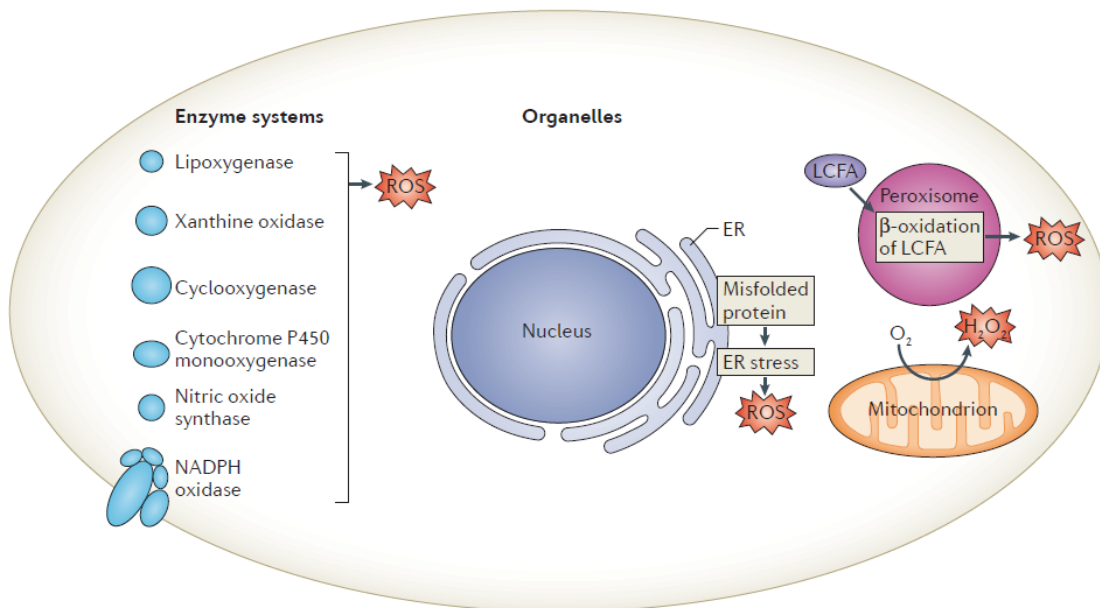 Enzyme systems
Lipoxygenase
Xanthine oxidase
Cyclooxygenase
Cytochrome P450
monooxygenase
Nitric oxide
synthase
NADPH
oxidase
ROS
Organelles
Nucleus
ER
Misfolded
protein
ER stress
ROS
LCFA
Peroxisome
β-oxidation
of LCFA
ROS
O₂
H₂O₂
Mitochondrion